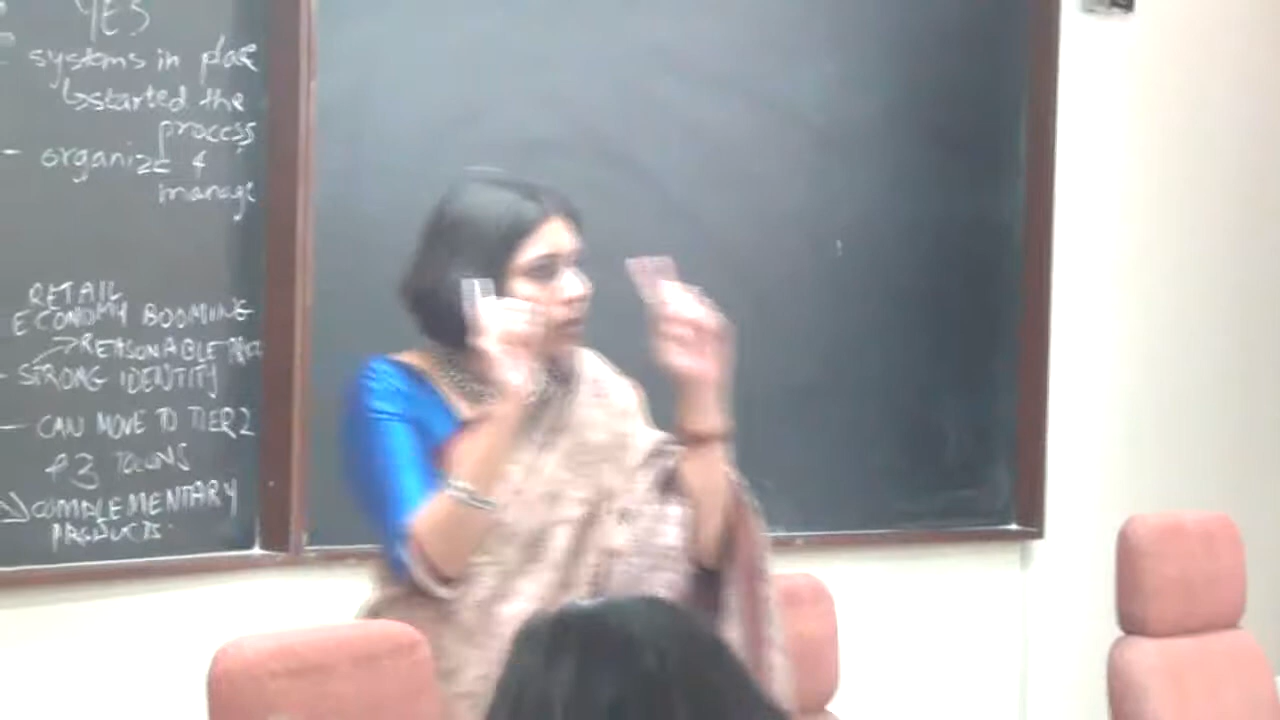 YES
systems in place
↳started the
process
- organize &
manage
RETAIL
ECONOMY BOOMING
→REASONABLE
- STRONG IDENTITY
- CAN MOVE TO TIER 2
& 3 TOWNS
COMPLEMENTARY
PRODUCTS